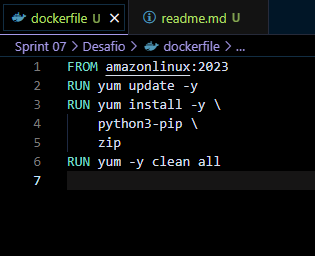 dockerfile U X readme.md U
Sprint 07 > Desafio > dockerfile > ...
1 FROM amazonlinux:2023
2 RUN yum update -y
3 RUN yum install -y \
4 python3-pip \
5 zip
6 RUN yum -y clean all
7